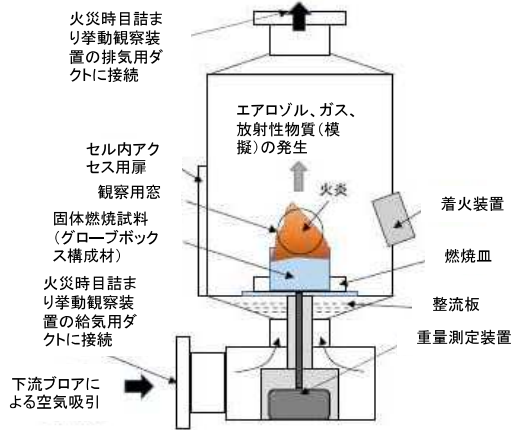 火災時目詰ま
り挙動観察装
置の排気用ダ
クトに接続
エアロゾル、ガス、
放射性物質(模
擬)の発生
セル内アク
セス用扉
観察用窓
火炎
固体燃焼試料
(グローブボック
ス構成材)
着火装置
燃焼皿
火災時目詰ま
り挙動観察装
置の給気用ダ
クトに接続
整流板
重量測定装置
下流ブロアに
よる空気吸引